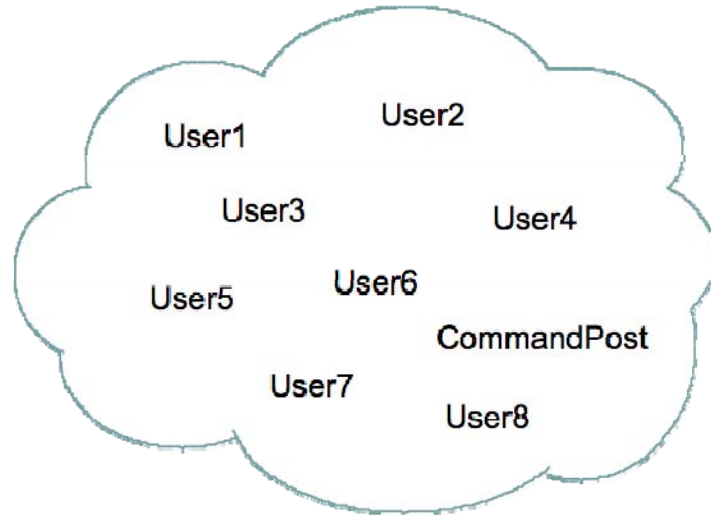 User1
User2
User3
User4
User5
User6
CommandPost
User7
User8